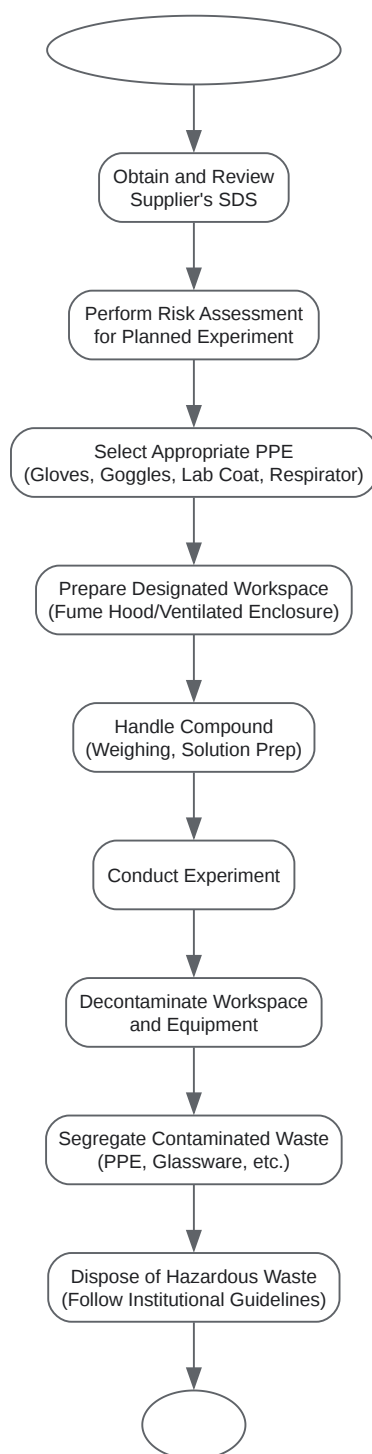 Obtain and Review
Supplier's SDS
Perform Risk Assessment
for Planned Experiment
Select Appropriate PPE
(Gloves, Goggles, Lab Coat, Respirator)
Prepare Designated Workspace
(Fume Hood/Ventilated Enclosure)
Handle Compound
(Weighing, Solution Prep)
Conduct Experiment
Decontaminate Workspace
and Equipment
Segregate Contaminated Waste
(PPE, Glassware, etc.)
Dispose of Hazardous Waste
(Follow Institutional Guidelines)